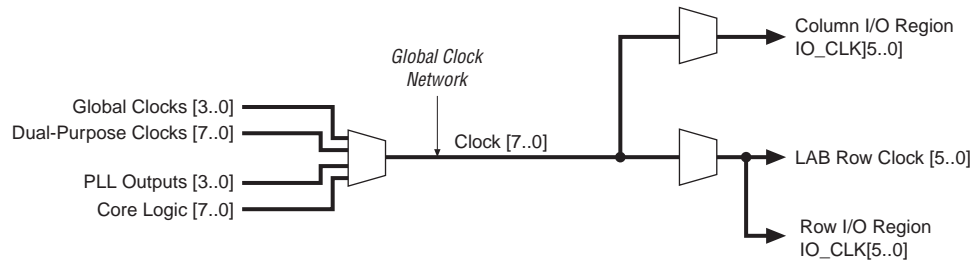 Column I/O Region
IO_CLK]5..0]
Global Clock
Network
Global Clocks [3..0]
Dual-Purpose Clocks [7..0]
Clock [7..0]
LAB Row Clock [5..0]
PLL Outputs [3..0]
Core Logic [7..0]
Row I/O Region
IO_CLK[5..0]